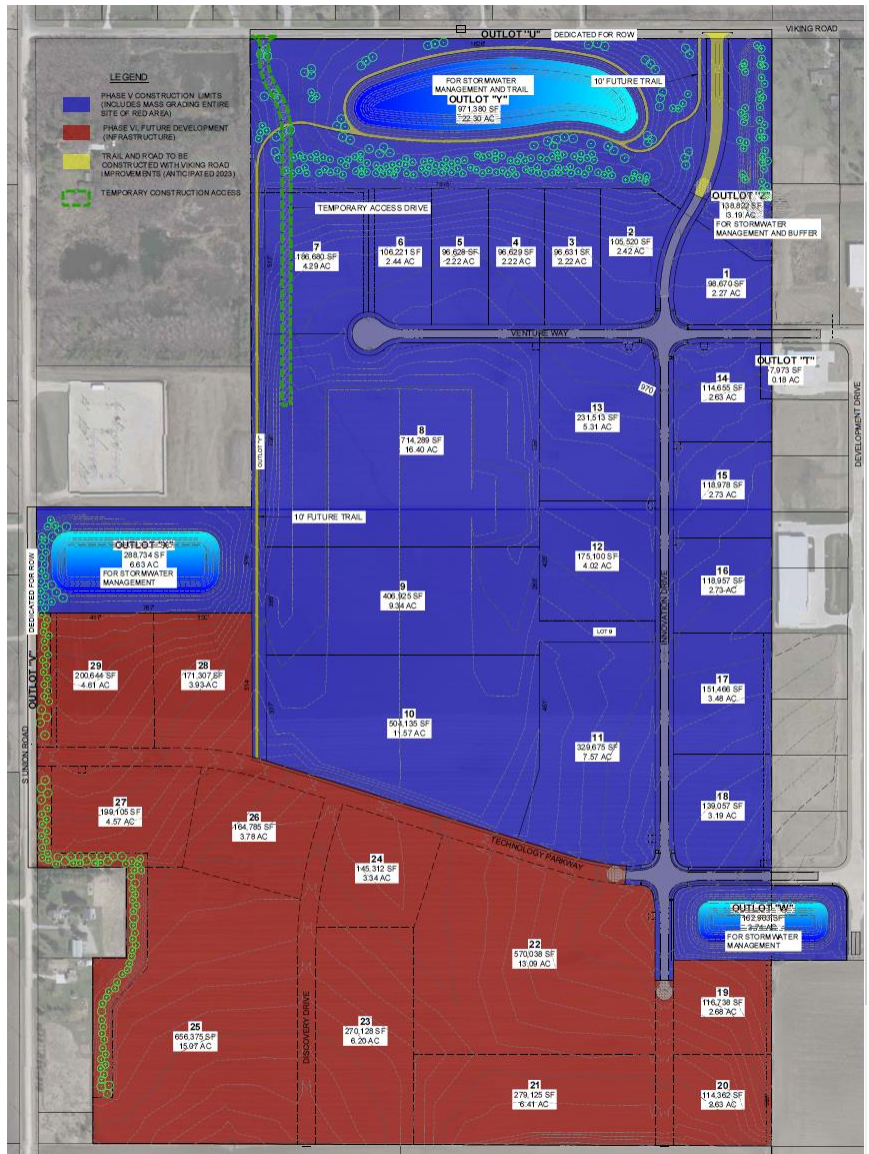 OUTLOT "U"
DEDICATED FOR ROW
VIKING ROAD
LEGEND
PHASE V CONSTRUCTION LIMITS
(INCLUDES MASS GRADING ENTIRE
SITE OF RED AREA)
PHASE VI, FUTURE DEVELOPMENT
(INFRASTRUCTURE)
TRAIL AND ROAD TO BE
CONSTRUCTED WITH VIKING ROAD
IMPROVEMENTS (ANTICIPATED 2023)
TEMPORARY CONSTRUCTION ACCESS
FOR STORMWATER
MANAGEMENT AND TRAIL
OUTLOT "Y"
971,380 SF
22.30 AC
10' FUTURE TRAIL
OUTLOT "Z"
138,822 SF
3.19 AC
FOR STORMWATER
MANAGEMENT AND BUFFER
TEMPORARY ACCESS DRIVE
7
186,680 SF
4.29 AC
6
106,221 SF
2.44 AC
5
96,628 SF
2.22 AC
4
96,629 SF
2.22 AC
3
96,631 SF
2.22 AC
2
105,520 SF
2.42 AC
1
98,670 SF
2.27 AC
VENTURE WAY
OUTLOT "T"
7,973 SF
0.18 AC
DEVELOPMENT DRIVE
14
114,655 SF
2.63 AC
970
13
231,513 SF
5.31 AC
8
714,289 SF
16.40 AC
15
118,978 SF
2.73 AC
10' FUTURE TRAIL
OUTLOT "X"
288,734 SF
6.63 AC
FOR STORMWATER
MANAGEMENT
DEDICATED FOR ROW
OUTLOT "V"
S UNION ROAD
12
175,100 SF
4.02 AC
16
118,957 SF
2.73 AC
9
406,925 SF
9.34 AC
LOT 9
INNOVATION DRIVE
29
200,644 SF
4.61 AC
28
171,307 SF
3.93 AC
17
151,466 SF
3.48 AC
10
504,135 SF
11.57 AC
11
329,675 SF
7.57 AC
18
139,057 SF
3.19 AC
27
199,105 SF
4.57 AC
26
164,785 SF
3.78 AC
24
145,312 SF
3.34 AC
TECHNOLOGY PARKWAY
OUTLOT "W"
FOR STORMWATER
MANAGEMENT
22
570,038 SF
13.09 AC
19
116,738 SF
2.68 AC
25
656,375 SF
15.97 AC
DISCOVERY DRIVE
23
270,128 SF
6.20 AC
21
279,125 SF
6.41 AC
20
114,362 SF
2.63 AC